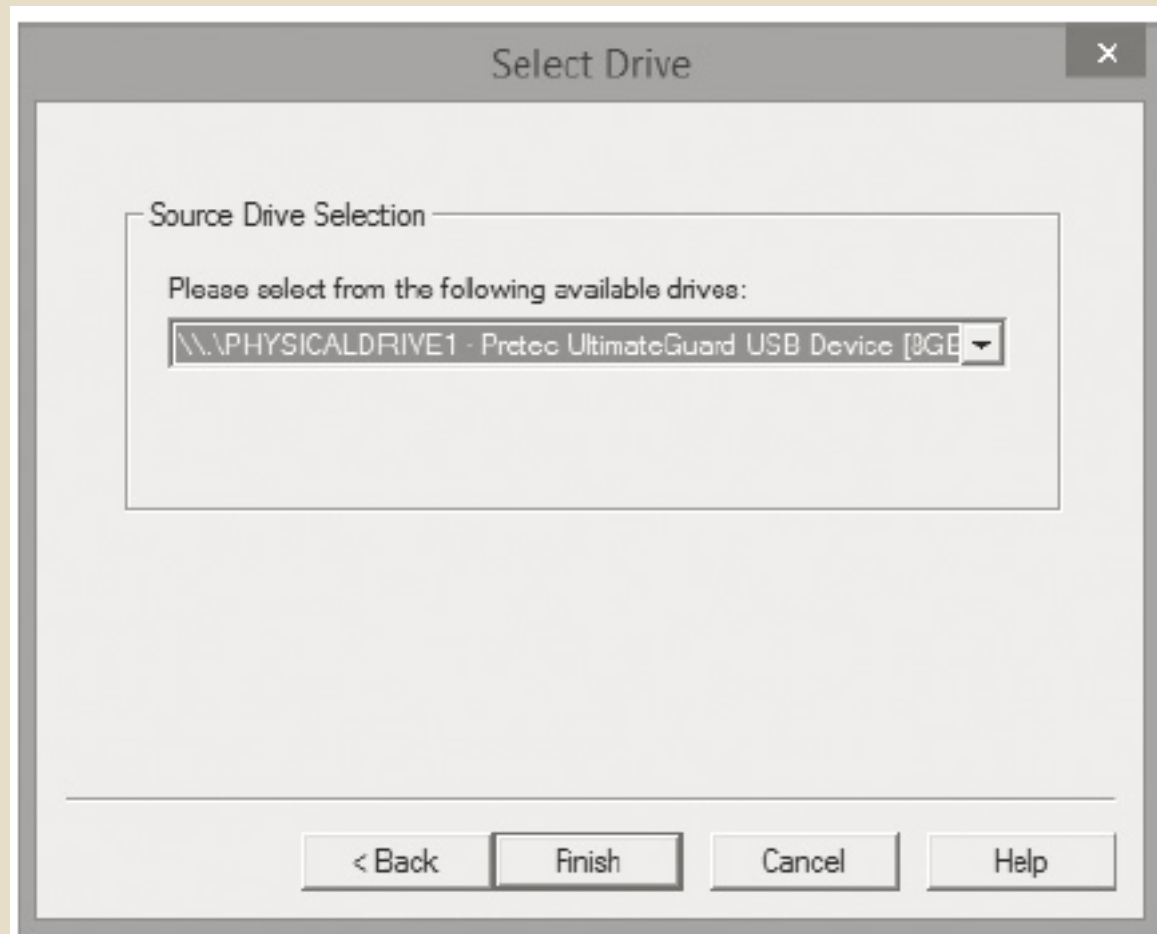 Select Drive
×
Source Drive Selection
Please select from the following available drives:
\\.\PHYSICALDRIVE1 - Pretec UltimateGuard USB Device [8GB
< Back Finish Cancel Help